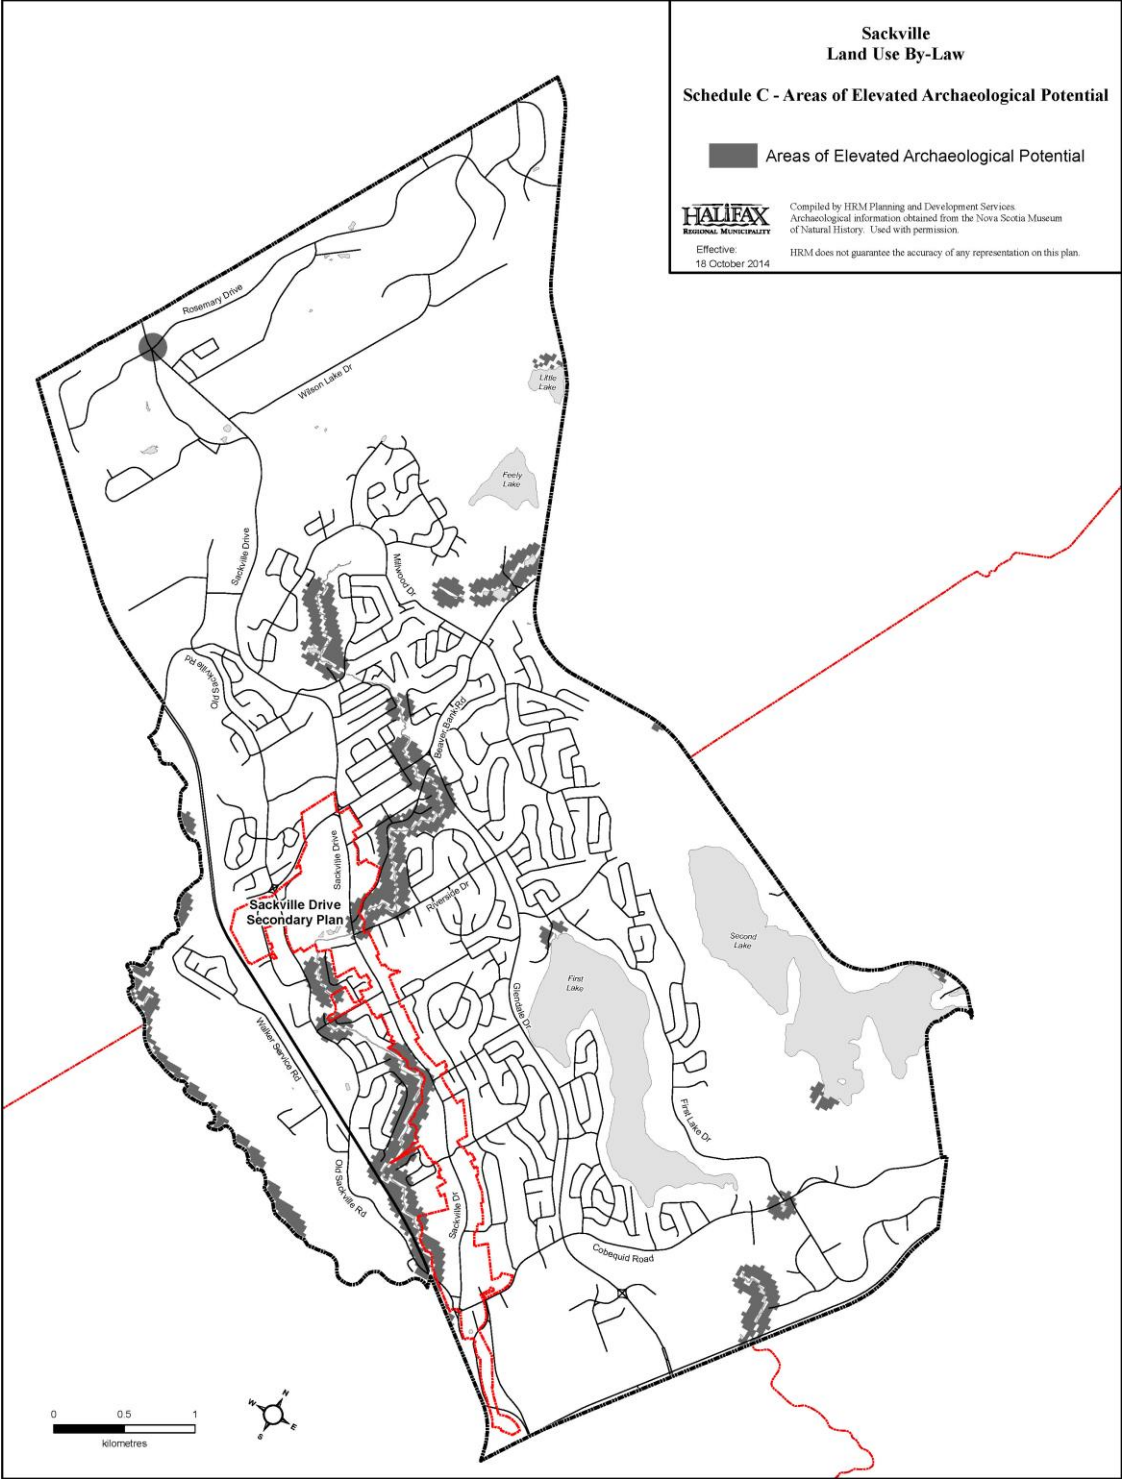 Sackville
Land Use By-Law
Schedule C - Areas of Elevated Archaeological Potential
Areas of Elevated Archaeological Potential
HALIFAX
REGIONAL MUNICIPALITY
Compiled by HRM Planning and Development Services.
Archaeological information obtained from the Nova Scotia Museum
of Natural History. Used with permission.
Effective:
18 October 2014
HRM does not guarantee the accuracy of any representation on this plan.
Rosemary Drive
Wilson Lake Dr
Little
Lake
Feely
Lake
Sackville Drive
Millwood Dr
Old Sackville Rd
Beaver Bank Rd
Sackville Drive
Riverside Dr
Sackville Drive
Secondary Plan
Second
Lake
First
Lake
Glendale Dr
Walker Service Rd
First Lake Dr
Old Sackville Rd
Sackville Dr
Cobequid Road
0 0.5 1
kilometres
W N
S E